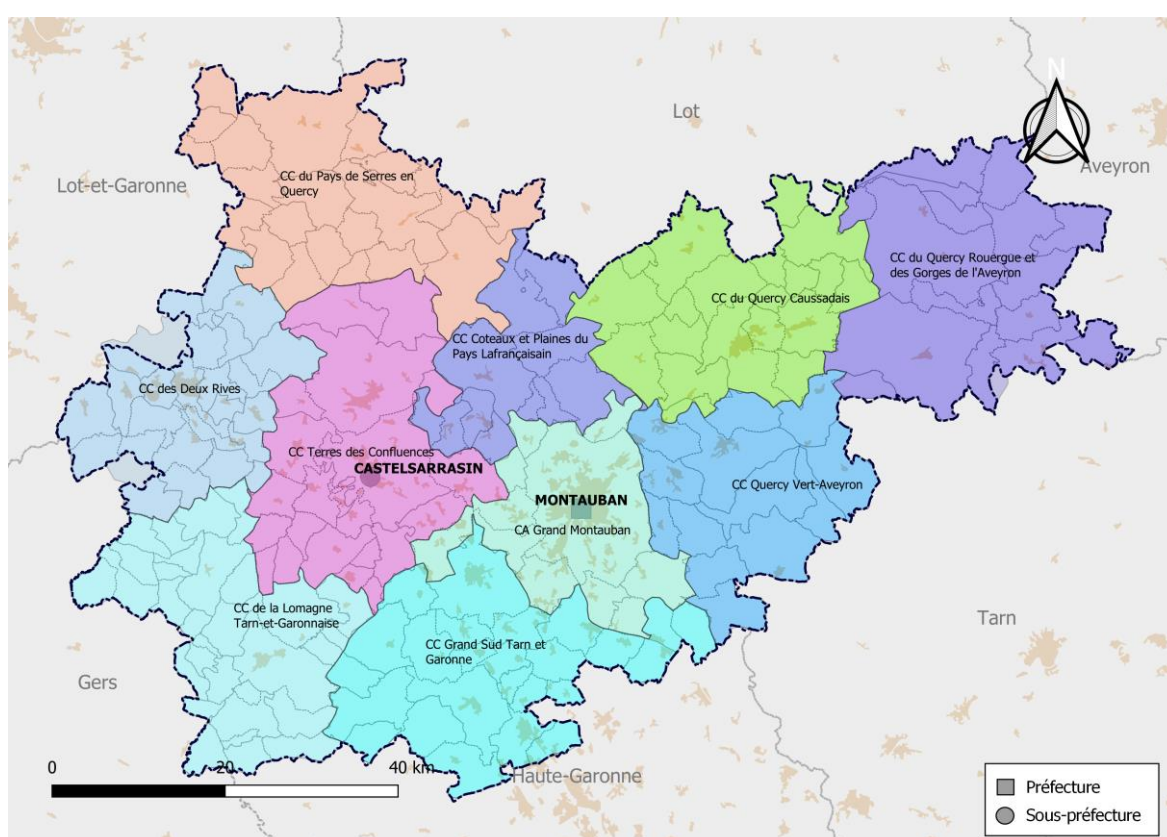 N
Lot
Averyron
Lot-et-Garonne
CC du Pays de Serres en
Quercy
CC du Quercy Rouergue et
des Gorges de l'Aveyron
CC du Quercy Caussadais
CC Coteaux et Plaines du
Pays Lafrançaisain
CC des Deux Rives
CC Terres des Confluences
CASTELSARRASIN
CC Quercy Vert-Aveyron
MONTAUBAN
CA Grand Montauban
CC de la Lomagne
Tarn-et-Garonnaise
Tarn
CC Grand Sud Tarn et
Garonne
Gers
0
20
40 km
Haute-Garonne
Préfecture
Sous-préfecture